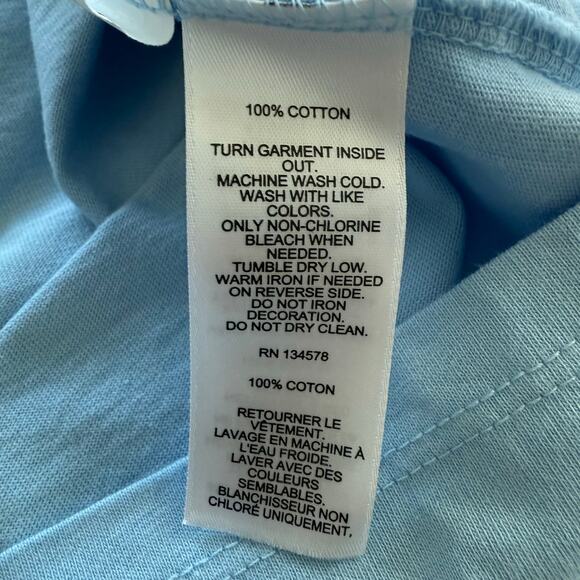 100% COTTON
TURN GARMENT INSIDE
OUT.
MACHINE WASH COLD.
WASH WITH LIKE
COLORS.
ONLY NON-CHLORINE
BLEACH WHEN
NEEDED.
TUMBLE DRY LOW.
WARM IRON IF NEEDED
ON REVERSE SIDE.
DO NOT IRON
DECORATION.
DO NOT DRY CLEAN.
RN 134578
100% COTON
RETOURNER LE
VÊTEMENT.
LAVAGE EN MACHINE À
L'EAU FROIDE.
LAVER AVEC DES
COULEURS
SEMBLABLES.
BLANCHISSEUR NON
CHLORÉ UNIQUEMENT,